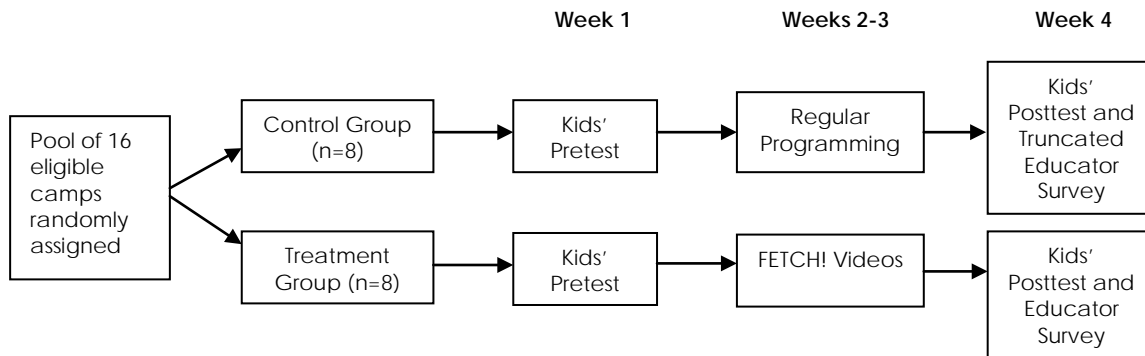 Week 1
Weeks 2-3
Week 4
Pool of 16
eligible
camps
randomly
assigned
Control Group
(n=8)
Kids’
Pretest
Regular
Programming
Kids’
Posttest and
Truncated
Educator
Survey
Treatment
Group (n=8)
Kids’
Pretest
FETCH! Videos
Kids’
Posttest and
Educator
Survey